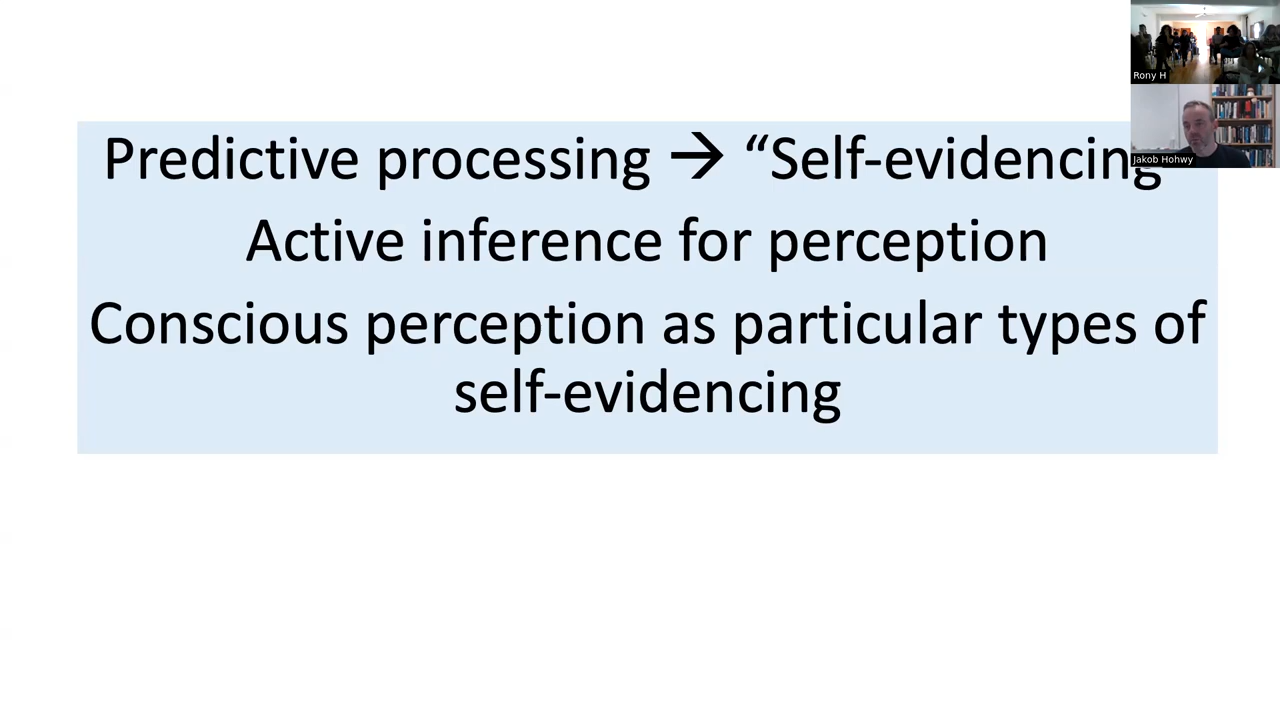 Predictive processing → “Self-evidencing
Active inference for perception
Conscious perception as particular types of
self-evidencing
Rony H
Jakob Hohwy